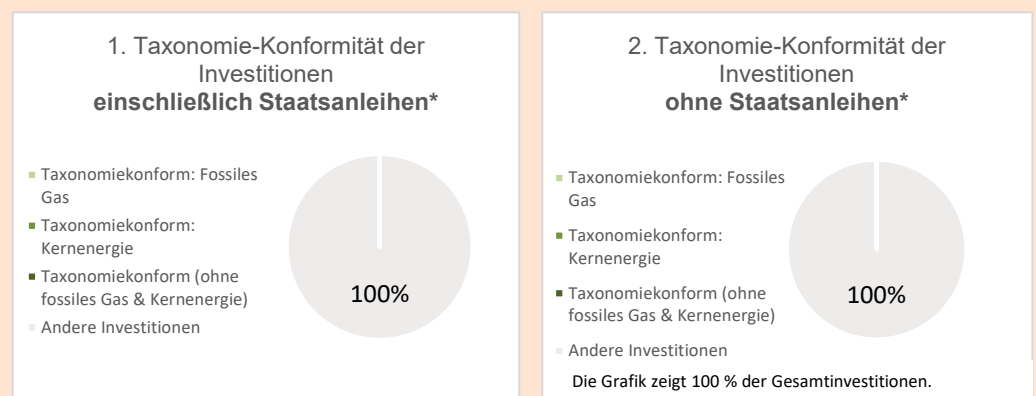 1. Taxonomie-Konformität der
Investitionen
einschließlich Staatsanleihen*
Taxonomiekonform: Fossiles
Gas
Taxonomiekonform:
Kernenergie
Taxonomiekonform (ohne
fossiles Gas & Kernenergie)
Andere Investitionen
100%
2. Taxonomie-Konformität der
Investitionen
ohne Staatsanleihen*
Taxonomiekonform: Fossiles
Gas
Taxonomiekonform:
Kernenergie
Taxonomiekonform (ohne
fossiles Gas & Kernenergie)
Andere Investitionen
100%
Die Grafik zeigt 100 % der Gesamtinvestitionen.